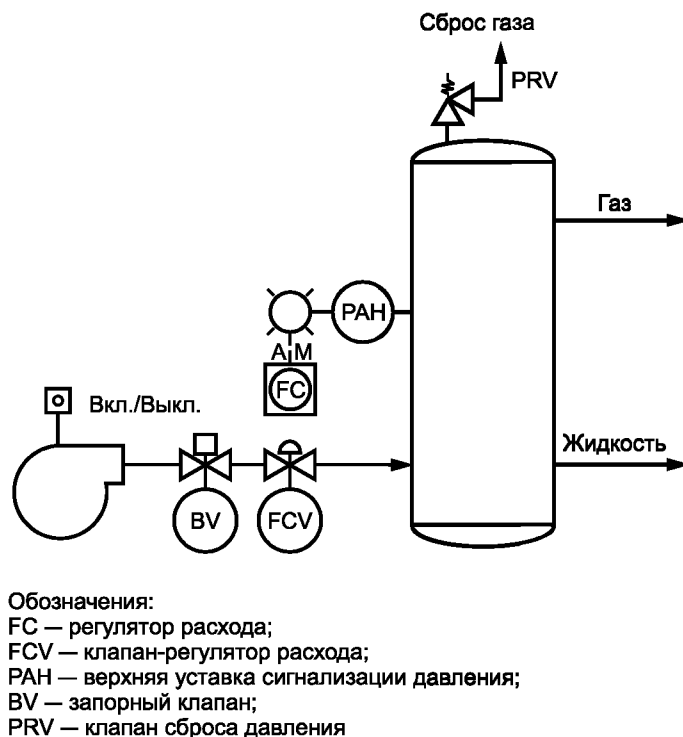 Сброс газа
PRV
Газ
PAH
A M
FC
Вкл./Выкл.
Жидкость
BV
FCV
Обозначения:
FC — регулятор расхода;
FCV — клапан-регулятор расхода;
PAH — верхняя уставка сигнализации давления;
BV — запорный клапан;
PRV — клапан сброса давления